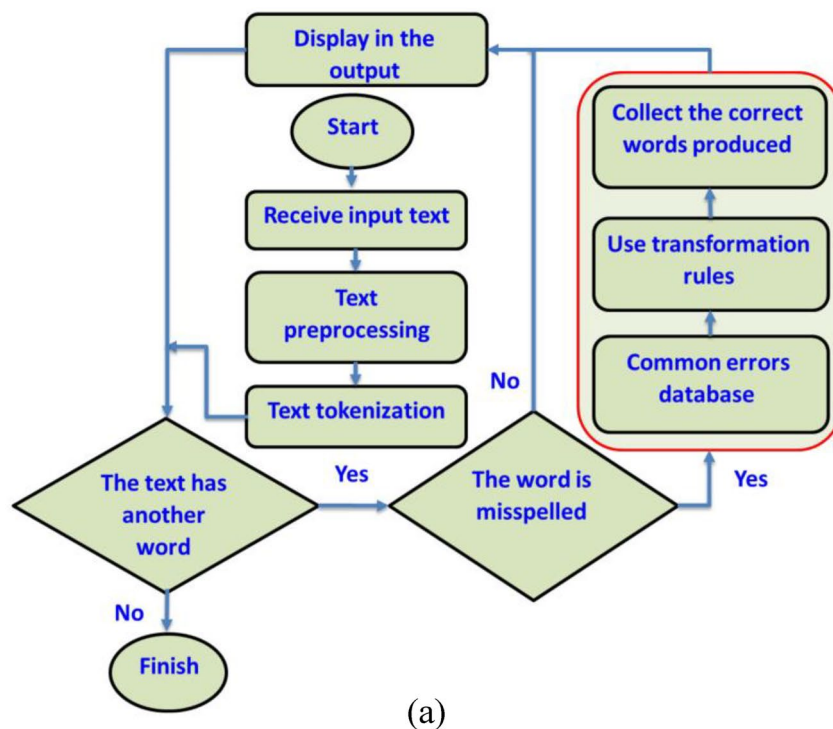 Display in the
output
Start
Receive input text
Text
preprocessing
Text tokenization
The text has
another
word
Yes
No
Finish
The word is
misspelled
No
Yes
Collect the correct
words produced
Use transformation
rules
Common errors
database
(a)